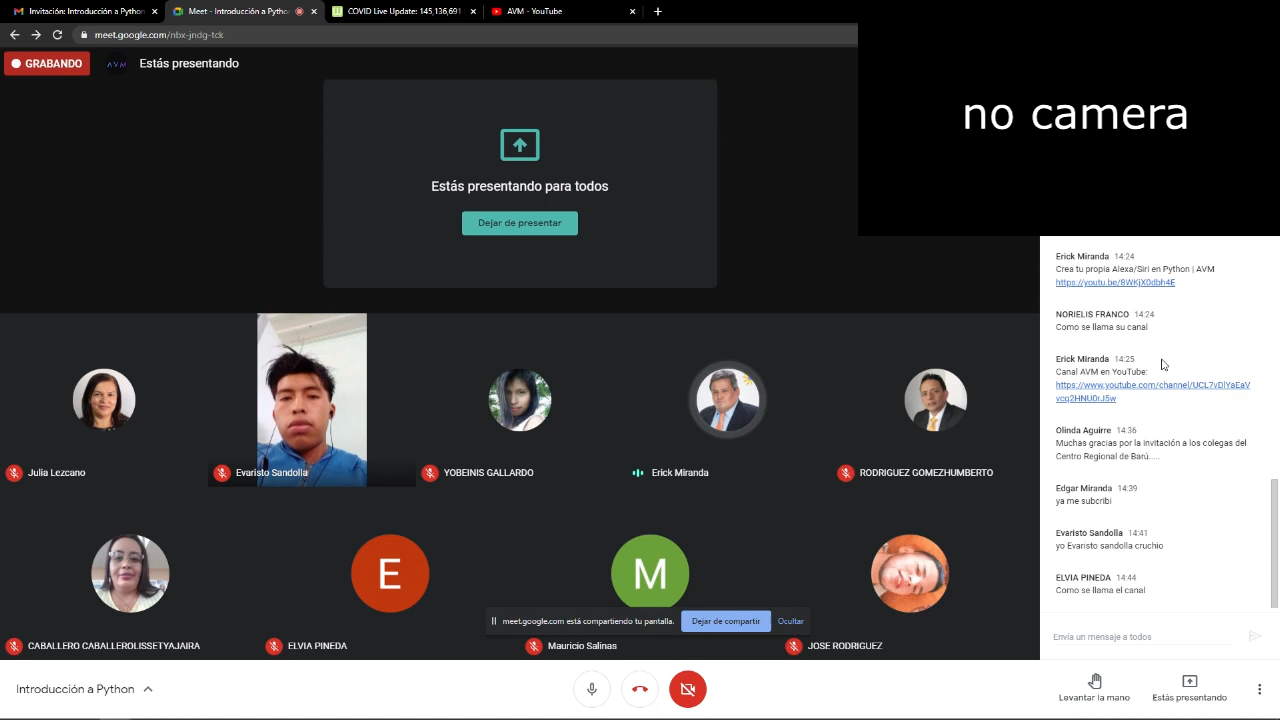 Invitación: Introducción a Python
Meet - Introducción a Python
COVID Live Update: 145,136,691
AVM - YouTube
meet.google.com/nbx-jndg-tck
GRABANDO
AVM
Estás presentando
no camera
Estás presentando para todos
Dejar de presentar
Erick Miranda 14:24
Crea tu propia Alexa/Siri en Python | AVM
https://youtu.be/8WKjX0dbh4E
NORIELIS FRANCO 14:24
Como se llama su canal
Erick Miranda 14:25
Canal AVM en YouTube:
https://www.youtube.com/channel/UCL7vDlYaEaV
vcq2HNU0rJ5w
Olinda Aguirre 14:36
Muchas gracias por la invitación a los colegas del
Centro Regional de Barú.....
Edgar Miranda 14:39
ya me subcribi
Evaristo Sandolla 14:41
yo Evaristo sandolla cruchio
ELVIA PINEDA 14:44
Como se llama el canal
Envía un mensaje a todos
Julia Lezcano
Evaristo Sandolla
YOBEINIS GALLARDO
Erick Miranda
RODRIGUEZ GOMEZHUMBERTO
E
M
meet.google.com está compartiendo tu pantalla.
Dejar de compartir
Ocultar
CABALLERO CABALLEROLISSETYAJAIRA
ELVIA PINEDA
Mauricio Salinas
JOSE RODRIGUEZ
Introducción a Python
Levantar la mano
Estás presentando